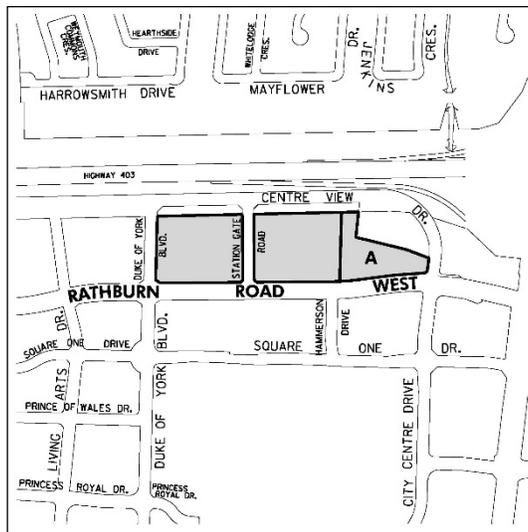 HEARTHSIDE
DRIVE
WHITELODGE
CRES.
DR.
JENKINS
CRES.
HARROWSMITH DRIVE
MAYFLOWER
HIGHWAY 403
CENTRE VIEW
DR.
DUKE OF YORK
BLVD.
STATION GATE
ROAD
A
RATHBURN ROAD WEST
SQUARE ONE DRIVE
DR.
BLVD.
SQUARE ONE DR.
HAMMERSON
DRIVE
PRINCE OF WALES DR.
LIVING ARTS
DUKE OF YORK
CITY CENTRE DRIVE
PRINCESS ROYAL DR.
PRINCESS
ROYAL DR.